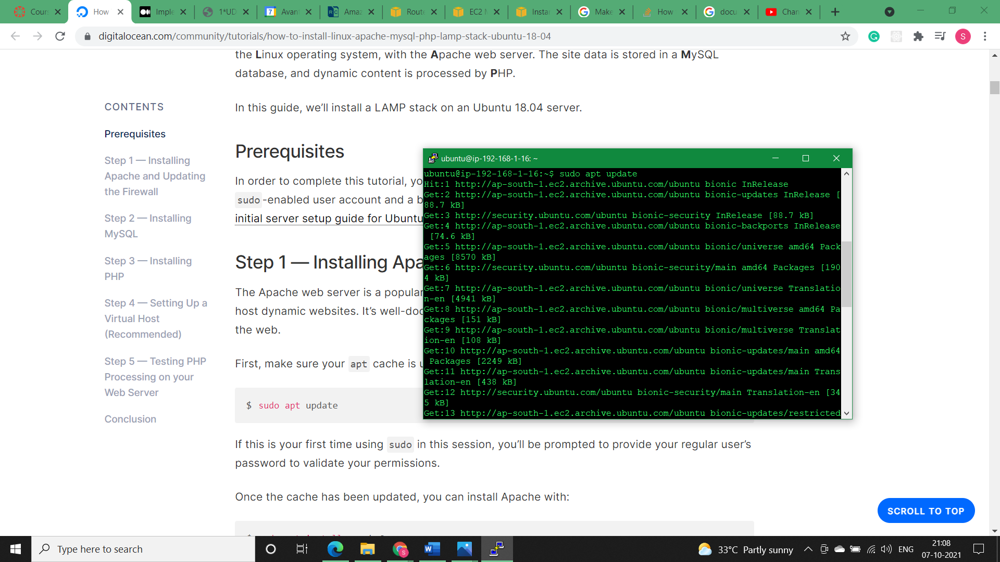 Cour
How
Imple
1*UD
7 Avant
Amaz
Route
EC2 M
Instar
Make
How
docu
Chan
digitalocean.com/community/tutorials/how-to-install-linux-apache-mysql-php-lamp-stack-ubuntu-18-04
S
the Linux operating system, with the Apache web server. The site data is stored in a MySQL
database, and dynamic content is processed by PHP.
In this guide, we’ll install a LAMP stack on an Ubuntu 18.04 server.
CONTENTS
Prerequisites
Step 1 — Installing
Apache and Updating
the Firewall
Step 2 — Installing
MySQL
Step 3 — Installing
PHP
Step 4 — Setting Up a
Virtual Host
(Recommended)
Step 5 — Testing PHP
Processing on your
Web Server
Conclusion
Prerequisites
In order to complete this tutorial, yo
sudo-enabled user account and a b
initial server setup guide for Ubuntu
Step 1 — Installing Apa
The Apache web server is a popular
host dynamic websites. It’s well-doc
the web.
First, make sure your apt cache is u
$ sudo apt update
If this is your first time using sudo in this session, you’ll be prompted to provide your regular user’s
password to validate your permissions.
Once the cache has been updated, you can install Apache with:
ubuntu@ip-192-168-1-16: ~
ubuntu@ip-192-168-1-16:~$ sudo apt update
Hit:1 http://ap-south-1.ec2.archive.ubuntu.com/ubuntu bionic InRelease
Get:2 http://ap-south-1.ec2.archive.ubuntu.com/ubuntu bionic-updates InRelease [
88.7 kB]
Get:3 http://security.ubuntu.com/ubuntu bionic-security InRelease [88.7 kB]
Get:4 http://ap-south-1.ec2.archive.ubuntu.com/ubuntu bionic-backports InRelease
 [74.6 kB]
Get:5 http://ap-south-1.ec2.archive.ubuntu.com/ubuntu bionic/universe amd64 Pack
ages [8570 kB]
Get:6 http://security.ubuntu.com/ubuntu bionic-security/main amd64 Packages [190
4 kB]
Get:7 http://ap-south-1.ec2.archive.ubuntu.com/ubuntu bionic/universe Translatio
n-en [4941 kB]
Get:8 http://ap-south-1.ec2.archive.ubuntu.com/ubuntu bionic/multiverse amd64 Pa
ckages [151 kB]
Get:9 http://ap-south-1.ec2.archive.ubuntu.com/ubuntu bionic/multiverse Translat
ion-en [108 kB]
Get:10 http://ap-south-1.ec2.archive.ubuntu.com/ubuntu bionic-updates/main amd64
 Packages [2249 kB]
Get:11 http://ap-south-1.ec2.archive.ubuntu.com/ubuntu bionic-updates/main Trans
lation-en [438 kB]
Get:12 http://security.ubuntu.com/ubuntu bionic-security/main Translation-en [34
5 kB]
Get:13 http://ap-south-1.ec2.archive.ubuntu.com/ubuntu bionic-updates/restricted
SCROLL TO TOP
Type here to search
33°C Partly sunny
ENG
21:08
07-10-2021